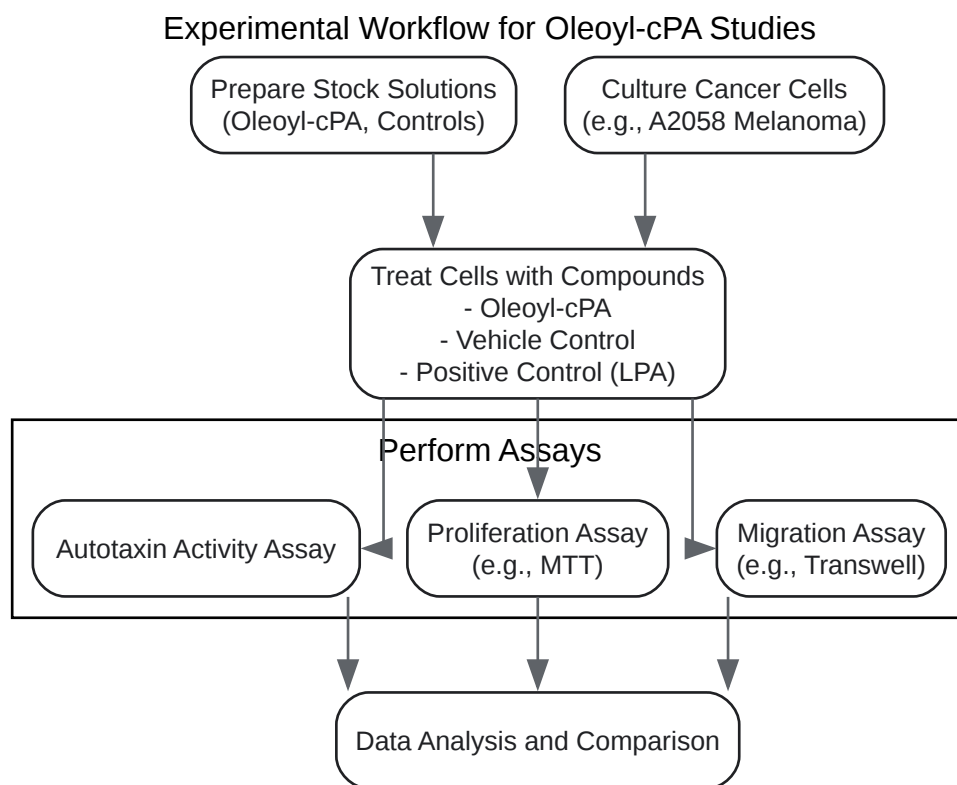 Experimental Workflow for Oleoyl-cPA Studies
Prepare Stock Solutions
(Oleoyl-cPA, Controls)
Culture Cancer Cells
(e.g., A2058 Melanoma)
Treat Cells with Compounds
- Oleoyl-cPA
- Vehicle Control
- Positive Control (LPA)
Perform Assays
Autotaxin Activity Assay
Proliferation Assay
(e.g., MTT)
Migration Assay
(e.g., Transwell)
Data Analysis and Comparison